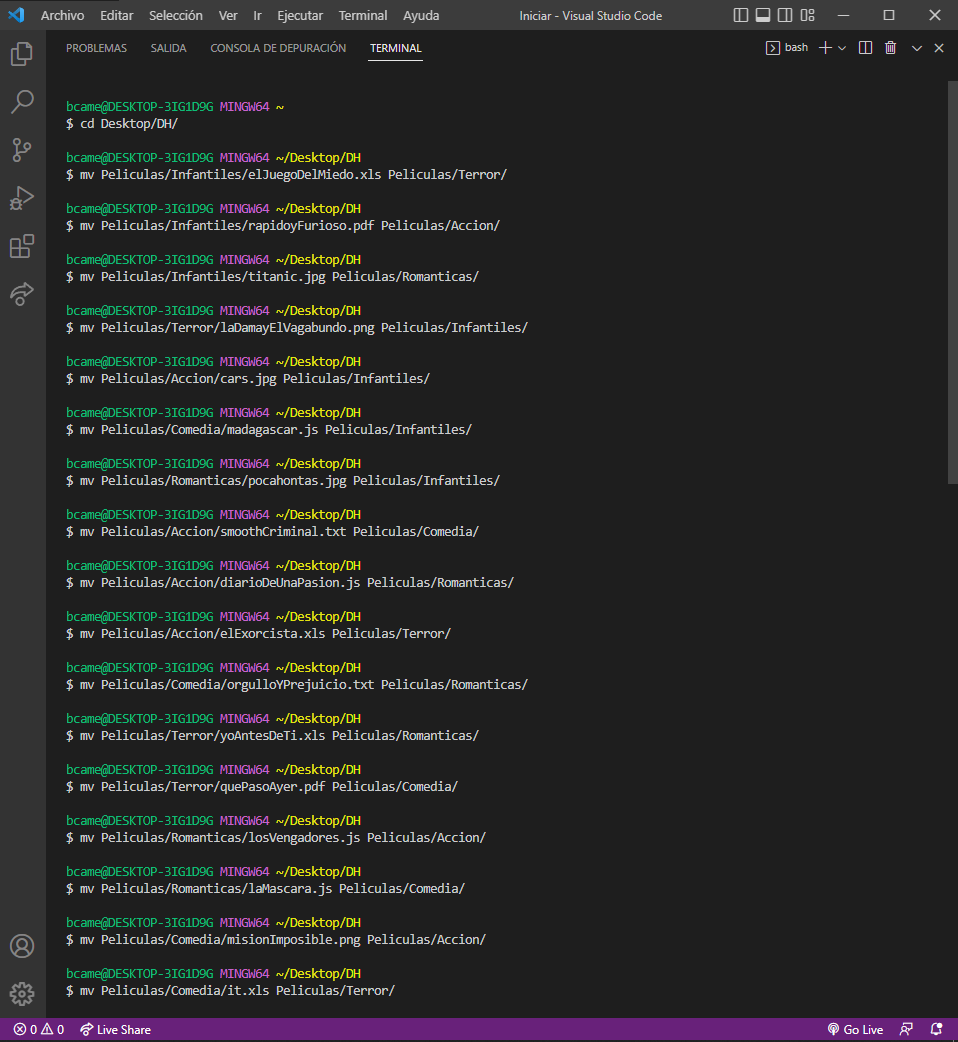 Archivo Editar Selección Ver Ir Ejecutar Terminal Ayuda Iniciar - Visual Studio Code
PROBLEMAS SALIDA CONSOLA DE DEPURACIÓN TERMINAL bash
bcame@DESKTOP-3IG1D9G MINGW64 ~
$ cd Desktop/DH/
bcame@DESKTOP-3IG1D9G MINGW64 ~/Desktop/DH
$ mv Peliculas/Infantiles/elJuegoDelMiedo.xls Peliculas/Terror/
bcame@DESKTOP-3IG1D9G MINGW64 ~/Desktop/DH
$ mv Peliculas/Infantiles/rapidoyFurioso.pdf Peliculas/Accion/
bcame@DESKTOP-3IG1D9G MINGW64 ~/Desktop/DH
$ mv Peliculas/Infantiles/titanic.jpg Peliculas/Romanticas/
bcame@DESKTOP-3IG1D9G MINGW64 ~/Desktop/DH
$ mv Peliculas/Terror/laDamayElVagabundo.png Peliculas/Infantiles/
bcame@DESKTOP-3IG1D9G MINGW64 ~/Desktop/DH
$ mv Peliculas/Accion/cars.jpg Peliculas/Infantiles/
bcame@DESKTOP-3IG1D9G MINGW64 ~/Desktop/DH
$ mv Peliculas/Comedia/madagascar.js Peliculas/Infantiles/
bcame@DESKTOP-3IG1D9G MINGW64 ~/Desktop/DH
$ mv Peliculas/Romanticas/pocahontas.jpg Peliculas/Infantiles/
bcame@DESKTOP-3IG1D9G MINGW64 ~/Desktop/DH
$ mv Peliculas/Accion/smoothCriminal.txt Peliculas/Comedia/
bcame@DESKTOP-3IG1D9G MINGW64 ~/Desktop/DH
$ mv Peliculas/Accion/diarioDeUnaPasion.js Peliculas/Romanticas/
bcame@DESKTOP-3IG1D9G MINGW64 ~/Desktop/DH
$ mv Peliculas/Accion/elExorcista.xls Peliculas/Terror/
bcame@DESKTOP-3IG1D9G MINGW64 ~/Desktop/DH
$ mv Peliculas/Comedia/orgulloYPrejuicio.txt Peliculas/Romanticas/
bcame@DESKTOP-3IG1D9G MINGW64 ~/Desktop/DH
$ mv Peliculas/Terror/yoAntesDeTi.xls Peliculas/Romanticas/
bcame@DESKTOP-3IG1D9G MINGW64 ~/Desktop/DH
$ mv Peliculas/Terror/quePasoAyer.pdf Peliculas/Comedia/
bcame@DESKTOP-3IG1D9G MINGW64 ~/Desktop/DH
$ mv Peliculas/Romanticas/losVengadores.js Peliculas/Accion/
bcame@DESKTOP-3IG1D9G MINGW64 ~/Desktop/DH
$ mv Peliculas/Romanticas/laMascara.js Peliculas/Comedia/
bcame@DESKTOP-3IG1D9G MINGW64 ~/Desktop/DH
$ mv Peliculas/Comedia/misionImposible.png Peliculas/Accion/
bcame@DESKTOP-3IG1D9G MINGW64 ~/Desktop/DH
$ mv Peliculas/Comedia/it.xls Peliculas/Terror/
0 0 Live Share Go Live